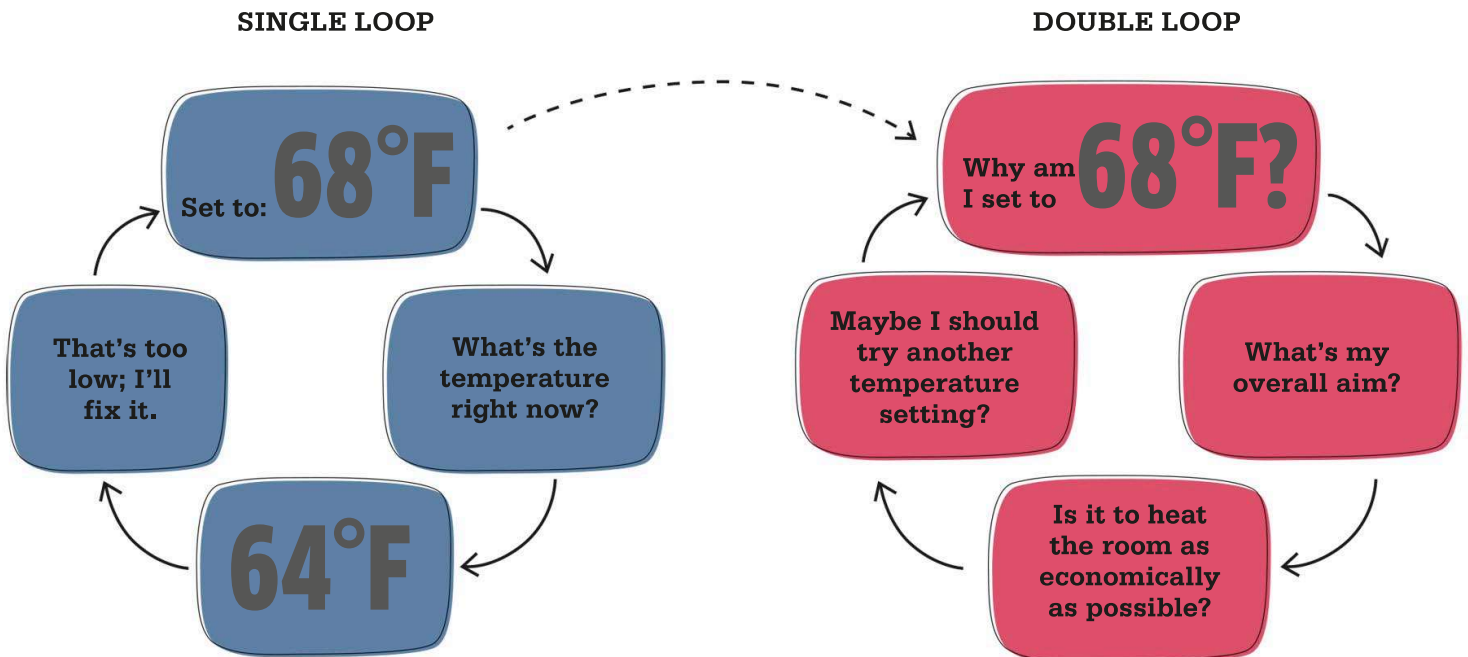 SINGLE LOOP
Set to: 68°F
What's the
temperature
right now?
64°F
That's too
low; I'll
fix it.
DOUBLE LOOP
Why am
I set to 68°F?
What's my
overall aim?
Is it to heat
the room as
economically
as possible?
Maybe I should
try another
temperature
setting?